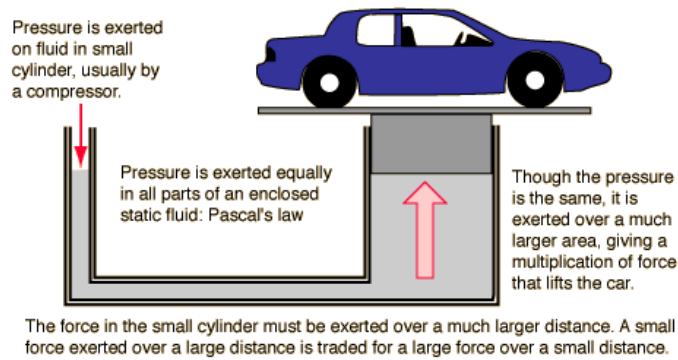 Pressure is exerted
on fluid in small
cylinder, usually by
a compressor.
Pressure is exerted equally
in all parts of an enclosed
static fluid: Pascal's law
Though the pressure
is the same, it is
exerted over a much
larger area, giving a
multiplication of force
that lifts the car.
The force in the small cylinder must be exerted over a much larger distance. A small
force exerted over a large distance is traded for a large force over a small distance.